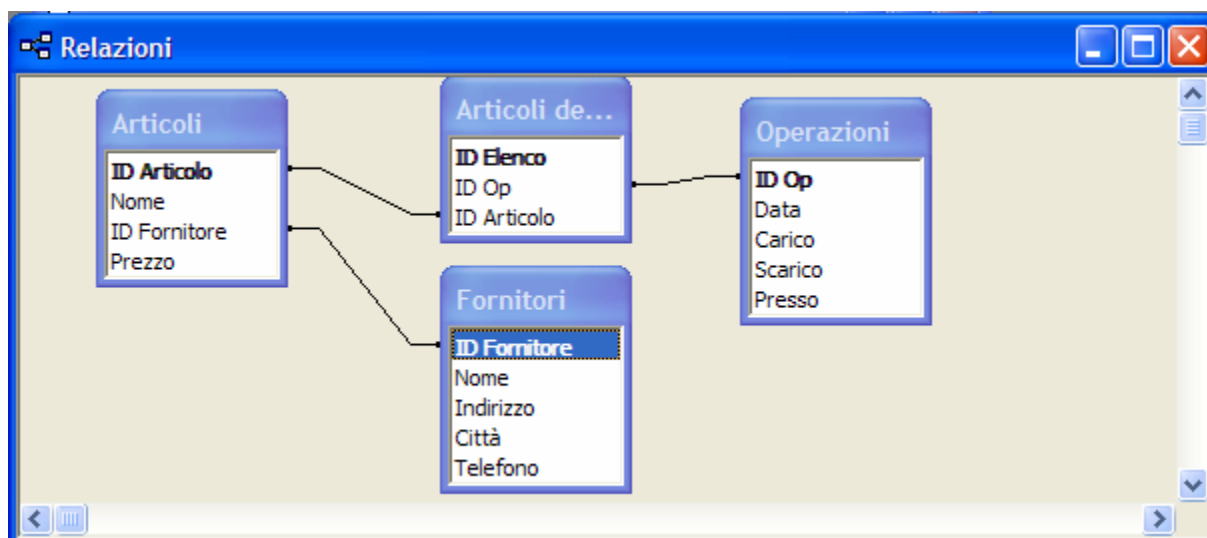 Relazioni
Articoli
ID Articolo
Nome
ID Fornitore
Prezzo
Articoli de...
ID Elenco
ID Op
ID Articolo
Operazioni
ID Op
Data
Carico
Scarico
Presso
Fornitori
ID Fornitore
Nome
Indirizzo
Città
Telefono